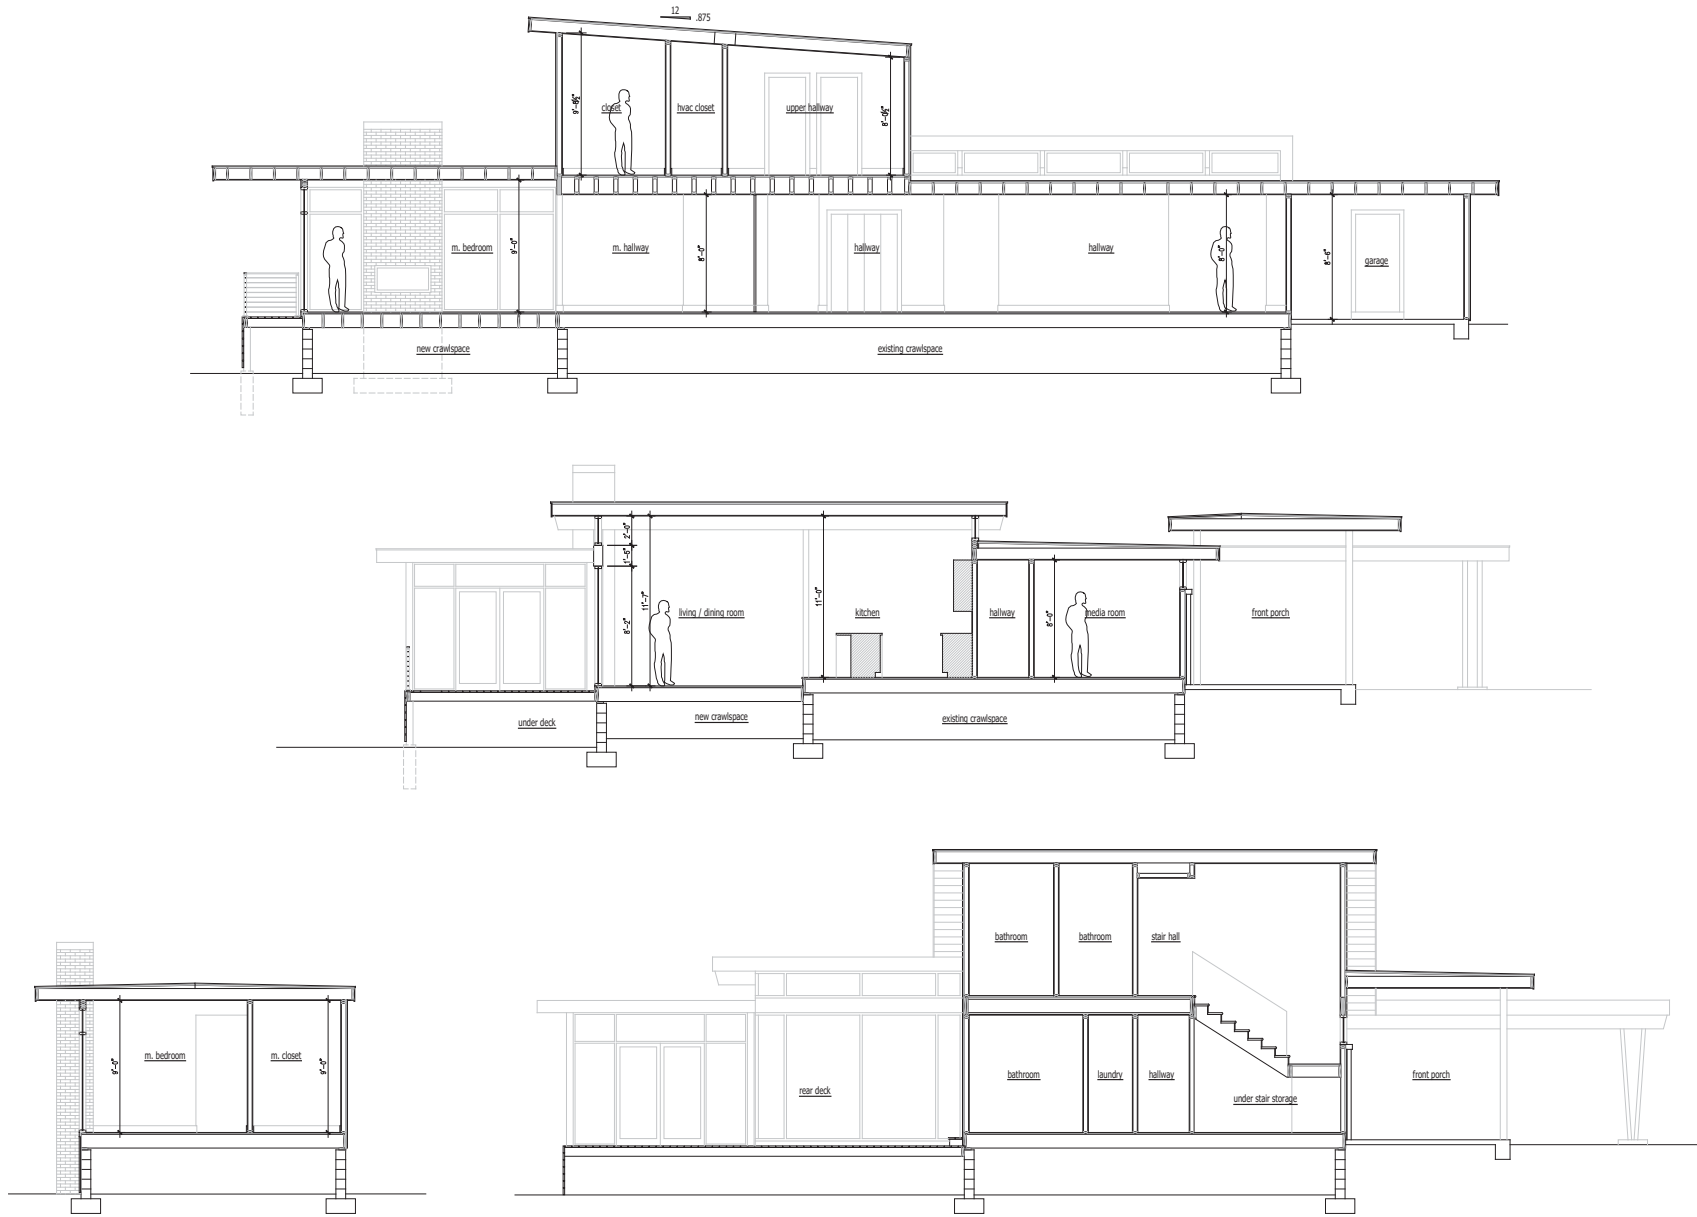 12
.875
closet
hvac closet
upper hallway
9'-8½"
8'-0½"
m. bedroom
9'-0"
m. hallway
8'-0"
hallway
hallway
8'-0"
8'-6"
garage
new crawlspace
existing crawlspace
2'-0"
1'-6"
8'-2"
11'-7"
living / dining room
11'-0"
kitchen
hallway
8'-0"
media room
front porch
under deck
new crawlspace
existing crawlspace
9'-0"
m. bedroom
m. closet
9'-0"
bathroom
bathroom
stair hall
rear deck
bathroom
laundry
hallway
under stair storage
front porch